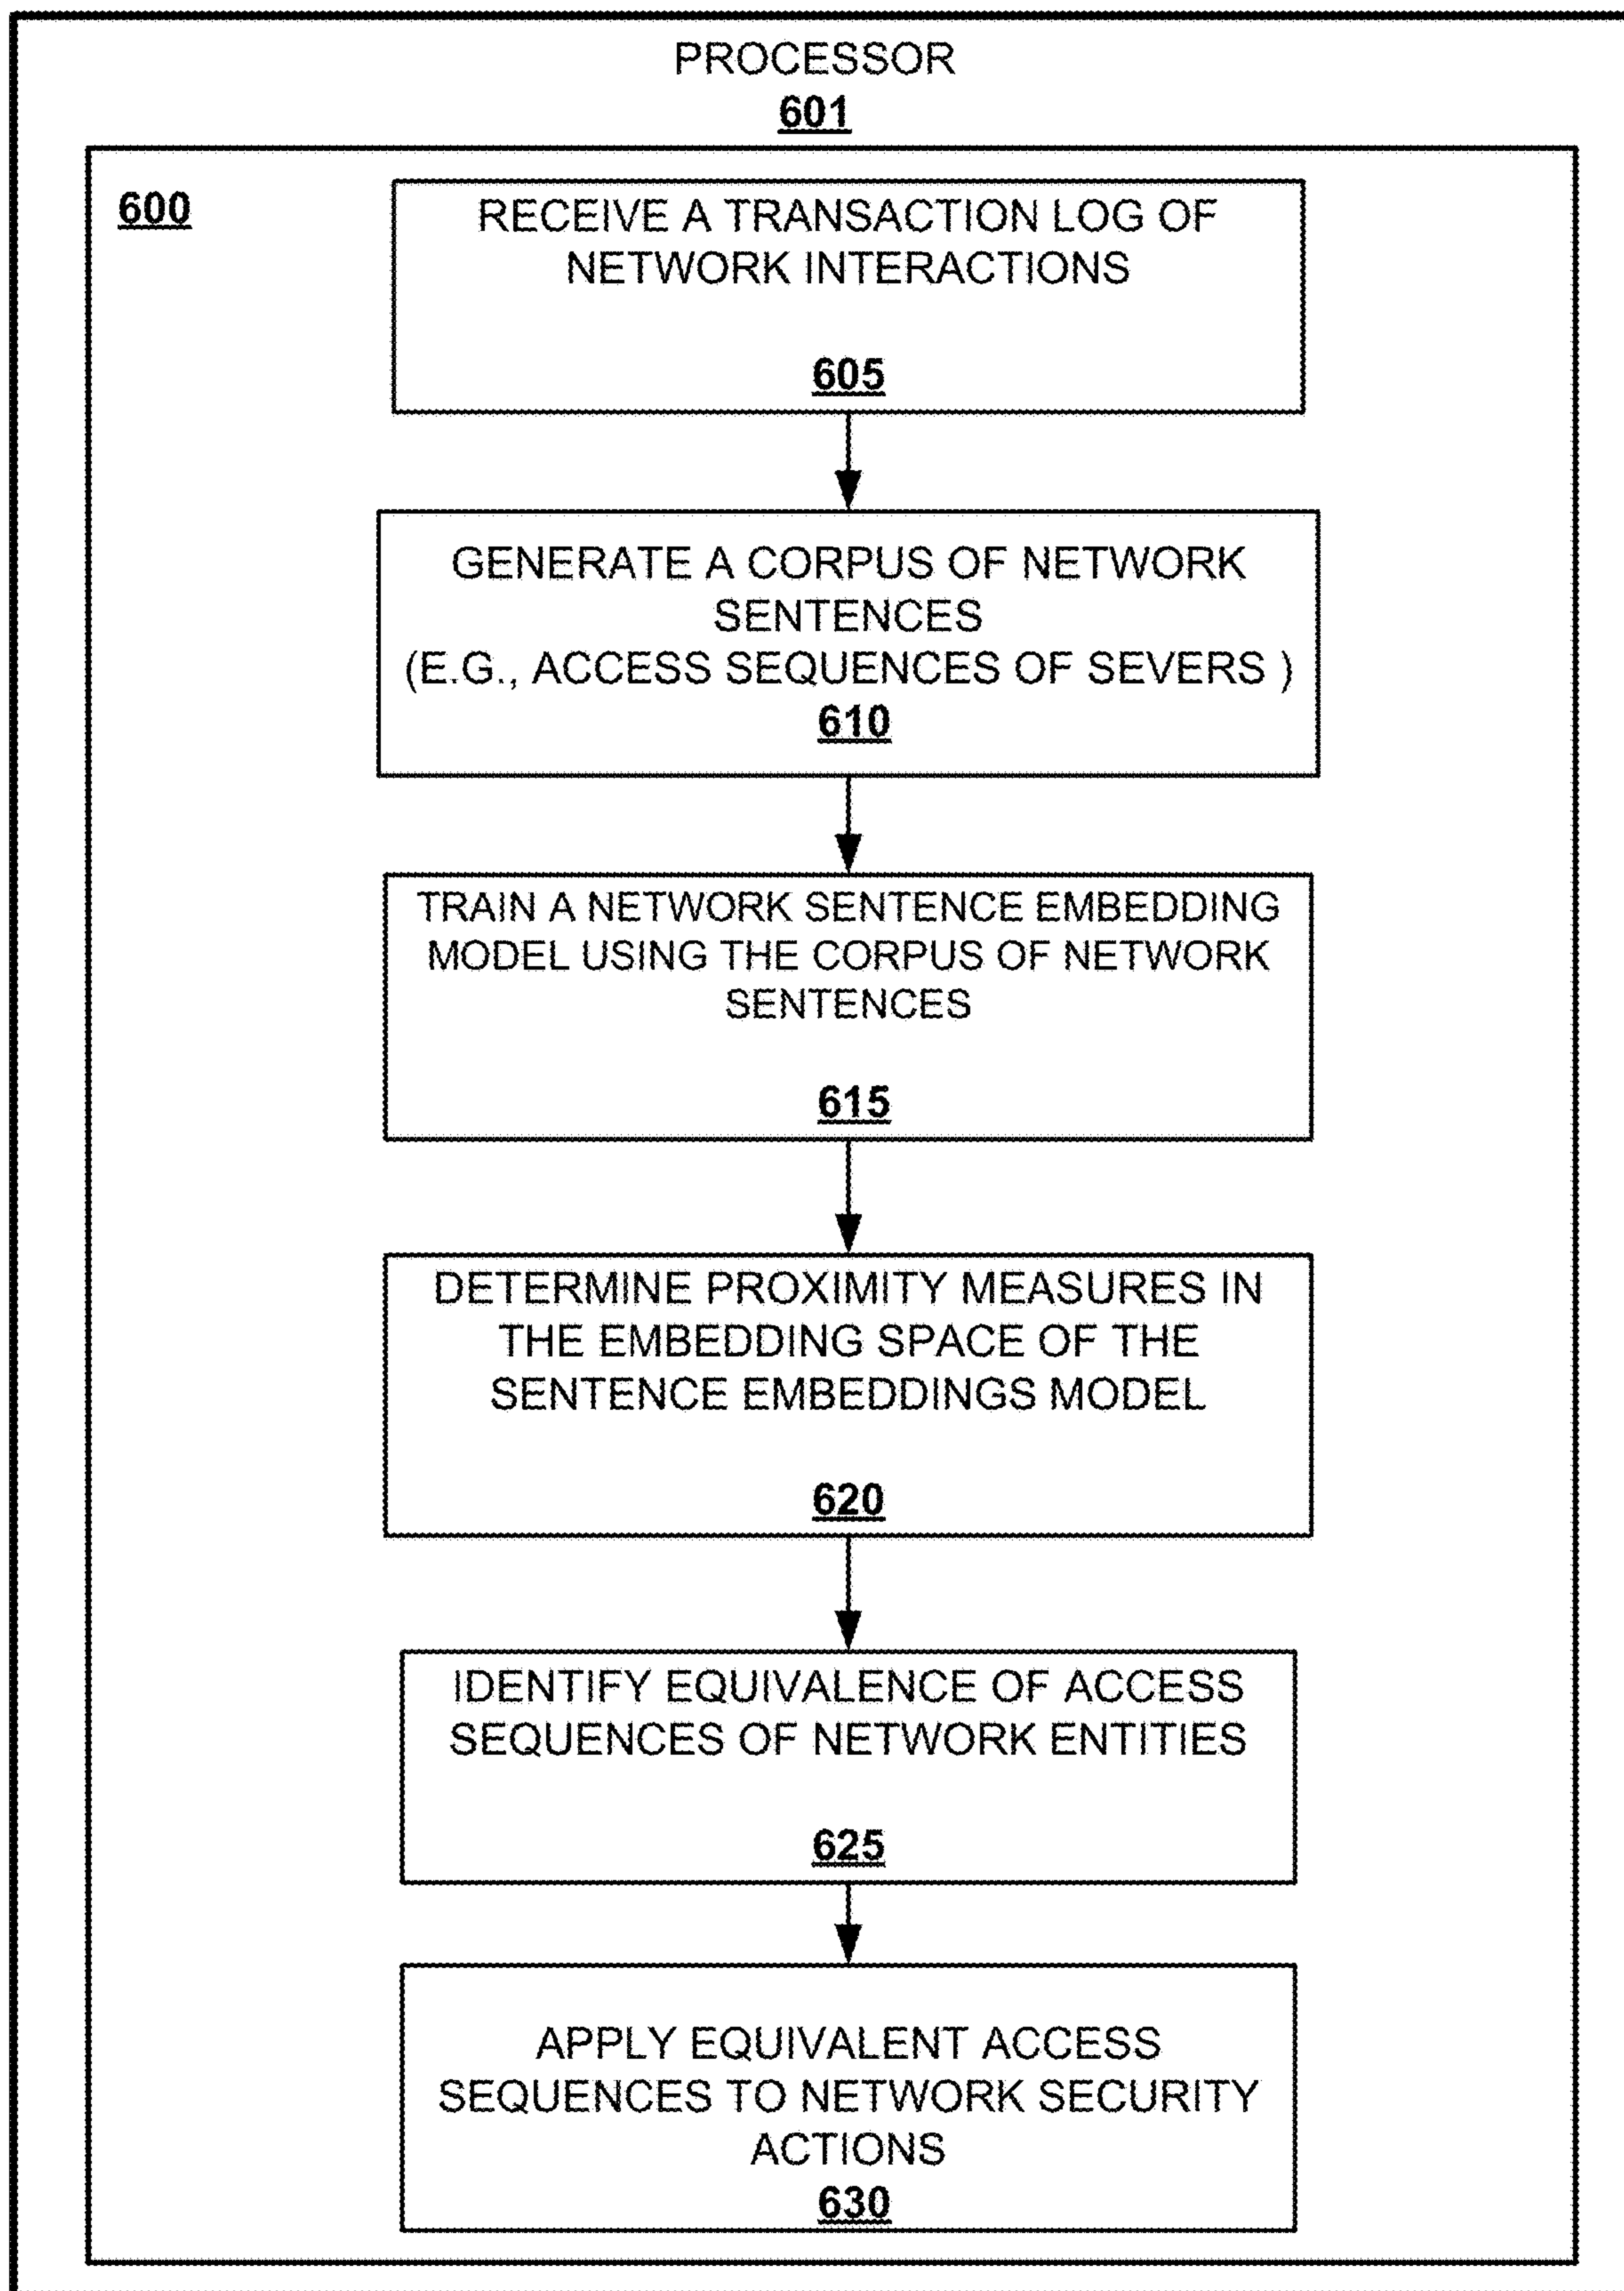 PROCESSOR
601
600
RECEIVE A TRANSACTION LOG OF
NETWORK INTERACTIONS
605
GENERATE A CORPUS OF NETWORK
SENTENCES
(E.G., ACCESS SEQUENCES OF SEVERS )
610
TRAIN A NETWORK SENTENCE EMBEDDING
MODEL USING THE CORPUS OF NETWORK
SENTENCES
615
DETERMINE PROXIMITY MEASURES IN
THE EMBEDDING SPACE OF THE
SENTENCE EMBEDDINGS MODEL
620
IDENTIFY EQUIVALENCE OF ACCESS
SEQUENCES OF NETWORK ENTITIES
625
APPLY EQUIVALENT ACCESS
SEQUENCES TO NETWORK SECURITY
ACTIONS
630